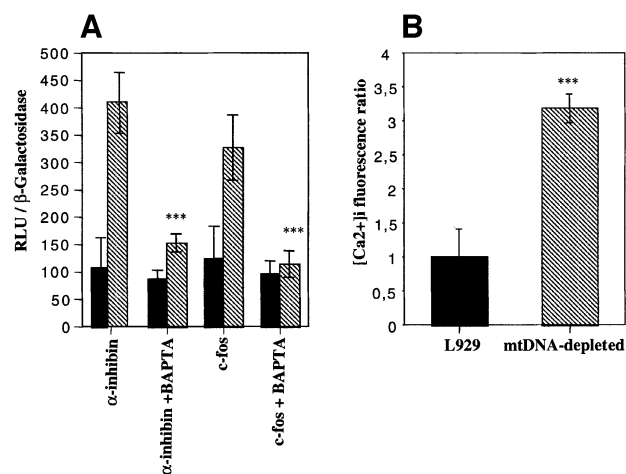 A
RLU / β-Galactosidase
500
450
400
350
300
250
200
150
100
50
0
***
***
α-inhibin
α-inhibin +BAPTA
c-fos
c-fos + BAPTA
B
[Ca2+]i fluorescence ratio
4
3,5
3
2,5
2
1,5
1
0,5
0
***
L929
mtDNA-depleted